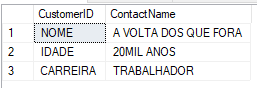 CustomerID ContactName
1 NOME A VOLTA DOS QUE FORA
2 IDADE 20MIL ANOS
3 CARREIRA TRABALHADOR